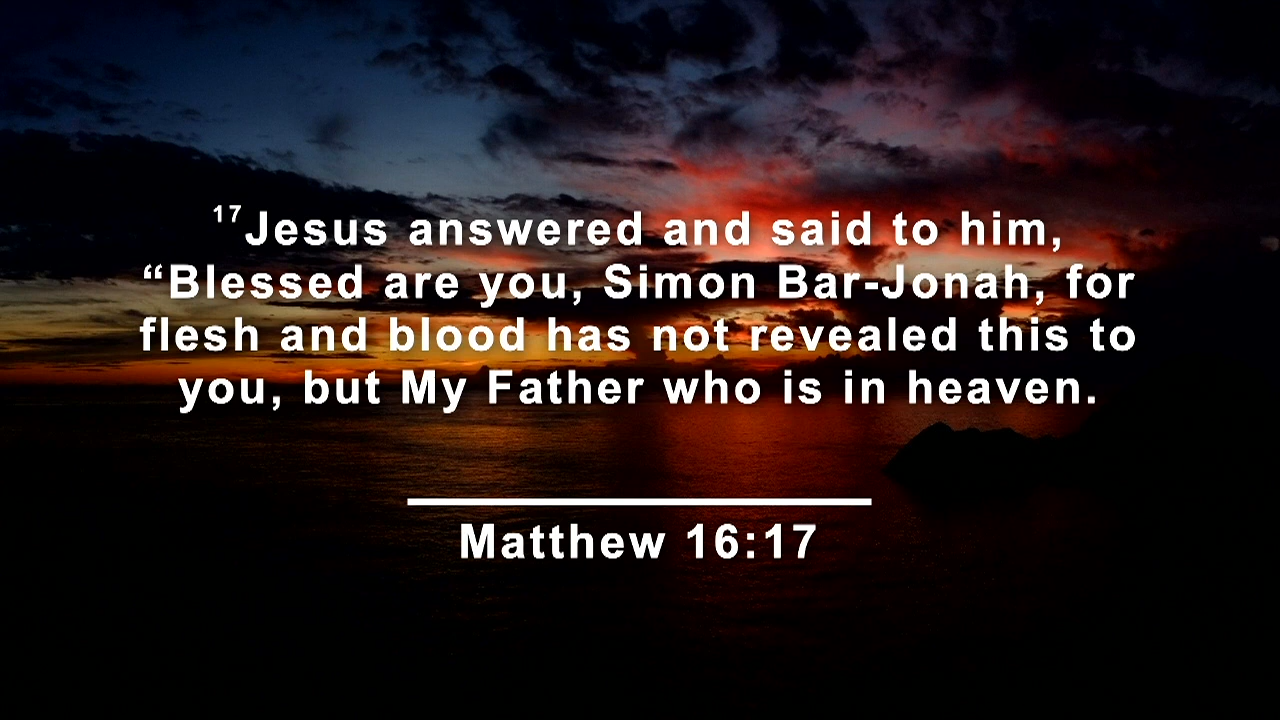 17Jesus answered and said to him,
“Blessed are you, Simon Bar-Jonah, for
flesh and blood has not revealed this to
you, but My Father who is in heaven.
Matthew 16:17